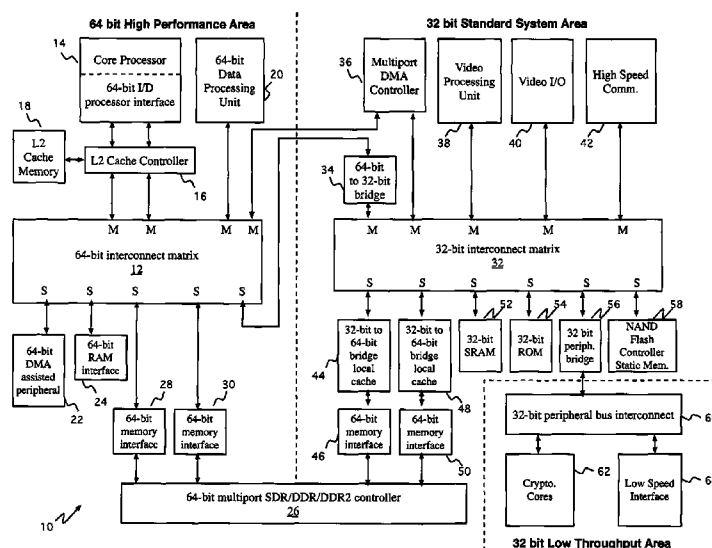 64 bit High Performance Area
32 bit Standard System Area
14
Core Processor
64-bit I/D
processor interface
64-bit
Data
Processing
Unit
20
36
Multiport
DMA
Controller
Video
Processing
Unit
38
Video I/O
40
High Speed
Comm.
42
18
L2
Cache
Memory
L2 Cache Controller
16
34
64-bit
to 32-bit
bridge
M M M M
64-bit interconnect matrix
12
S S S S S
M M M M M
32-bit interconnect matrix
32
S S S S S S
64-bit
DMA
assisted
peripheral
22
64-bit
RAM
interface
24
28
64-bit
memory
interface
30
64-bit
memory
interface
32-bit to
64-bit
bridge
local
cache
44
32-bit to
64-bit
bridge local
cache
48
52
32-bit
SRAM
54
32-bit
ROM
56
32 bit
periph.
bridge
58
NAND
Flash
Controller
Static Mem.
64-bit
memory
interface
46
64-bit
memory
interface
50
32-bit peripheral bus interconnect
Crypto.
Cores
62
Low Speed
Interface
64-bit multiport SDR/DDR/DDR2 controller
26
10
32 bit Low Throughput Area